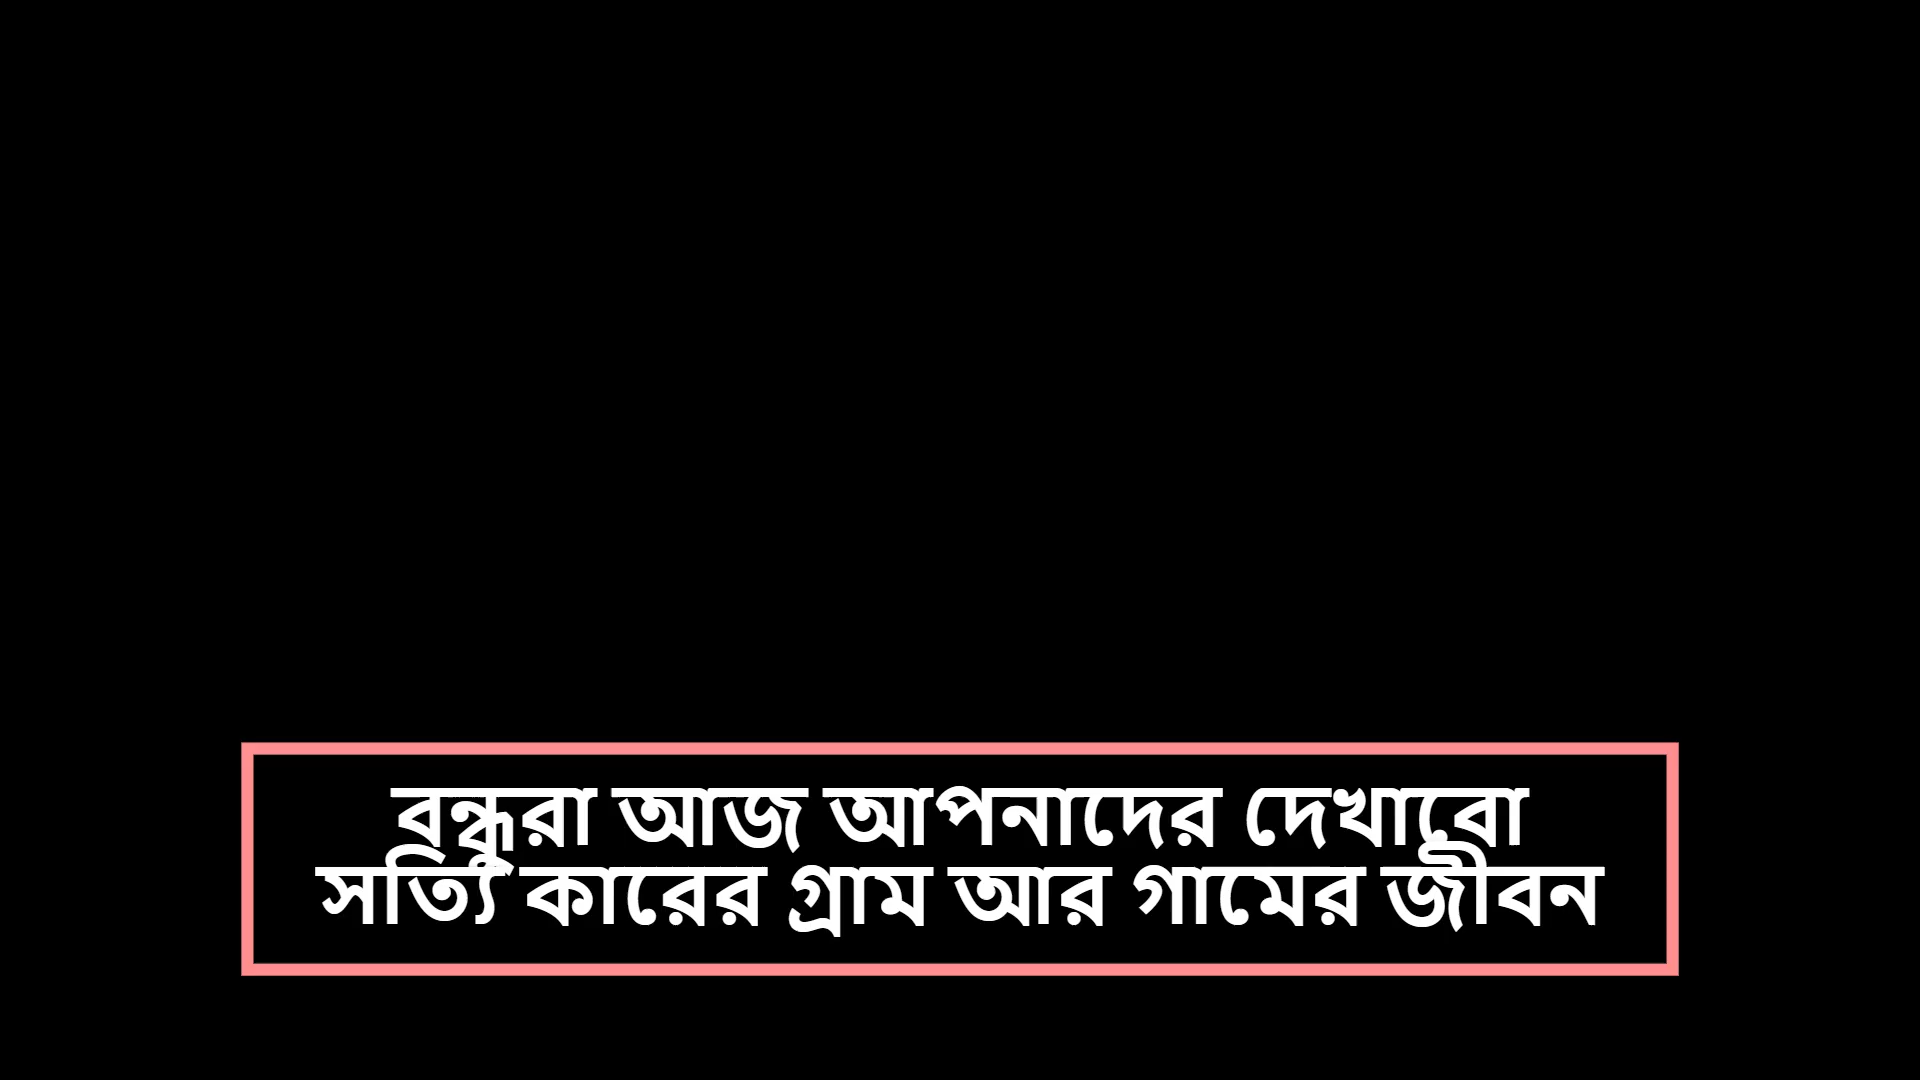 বন্ধুরা আজ আপনাদের দেখাবো
সত্যি কারের গ্রাম আর গামের জীবন